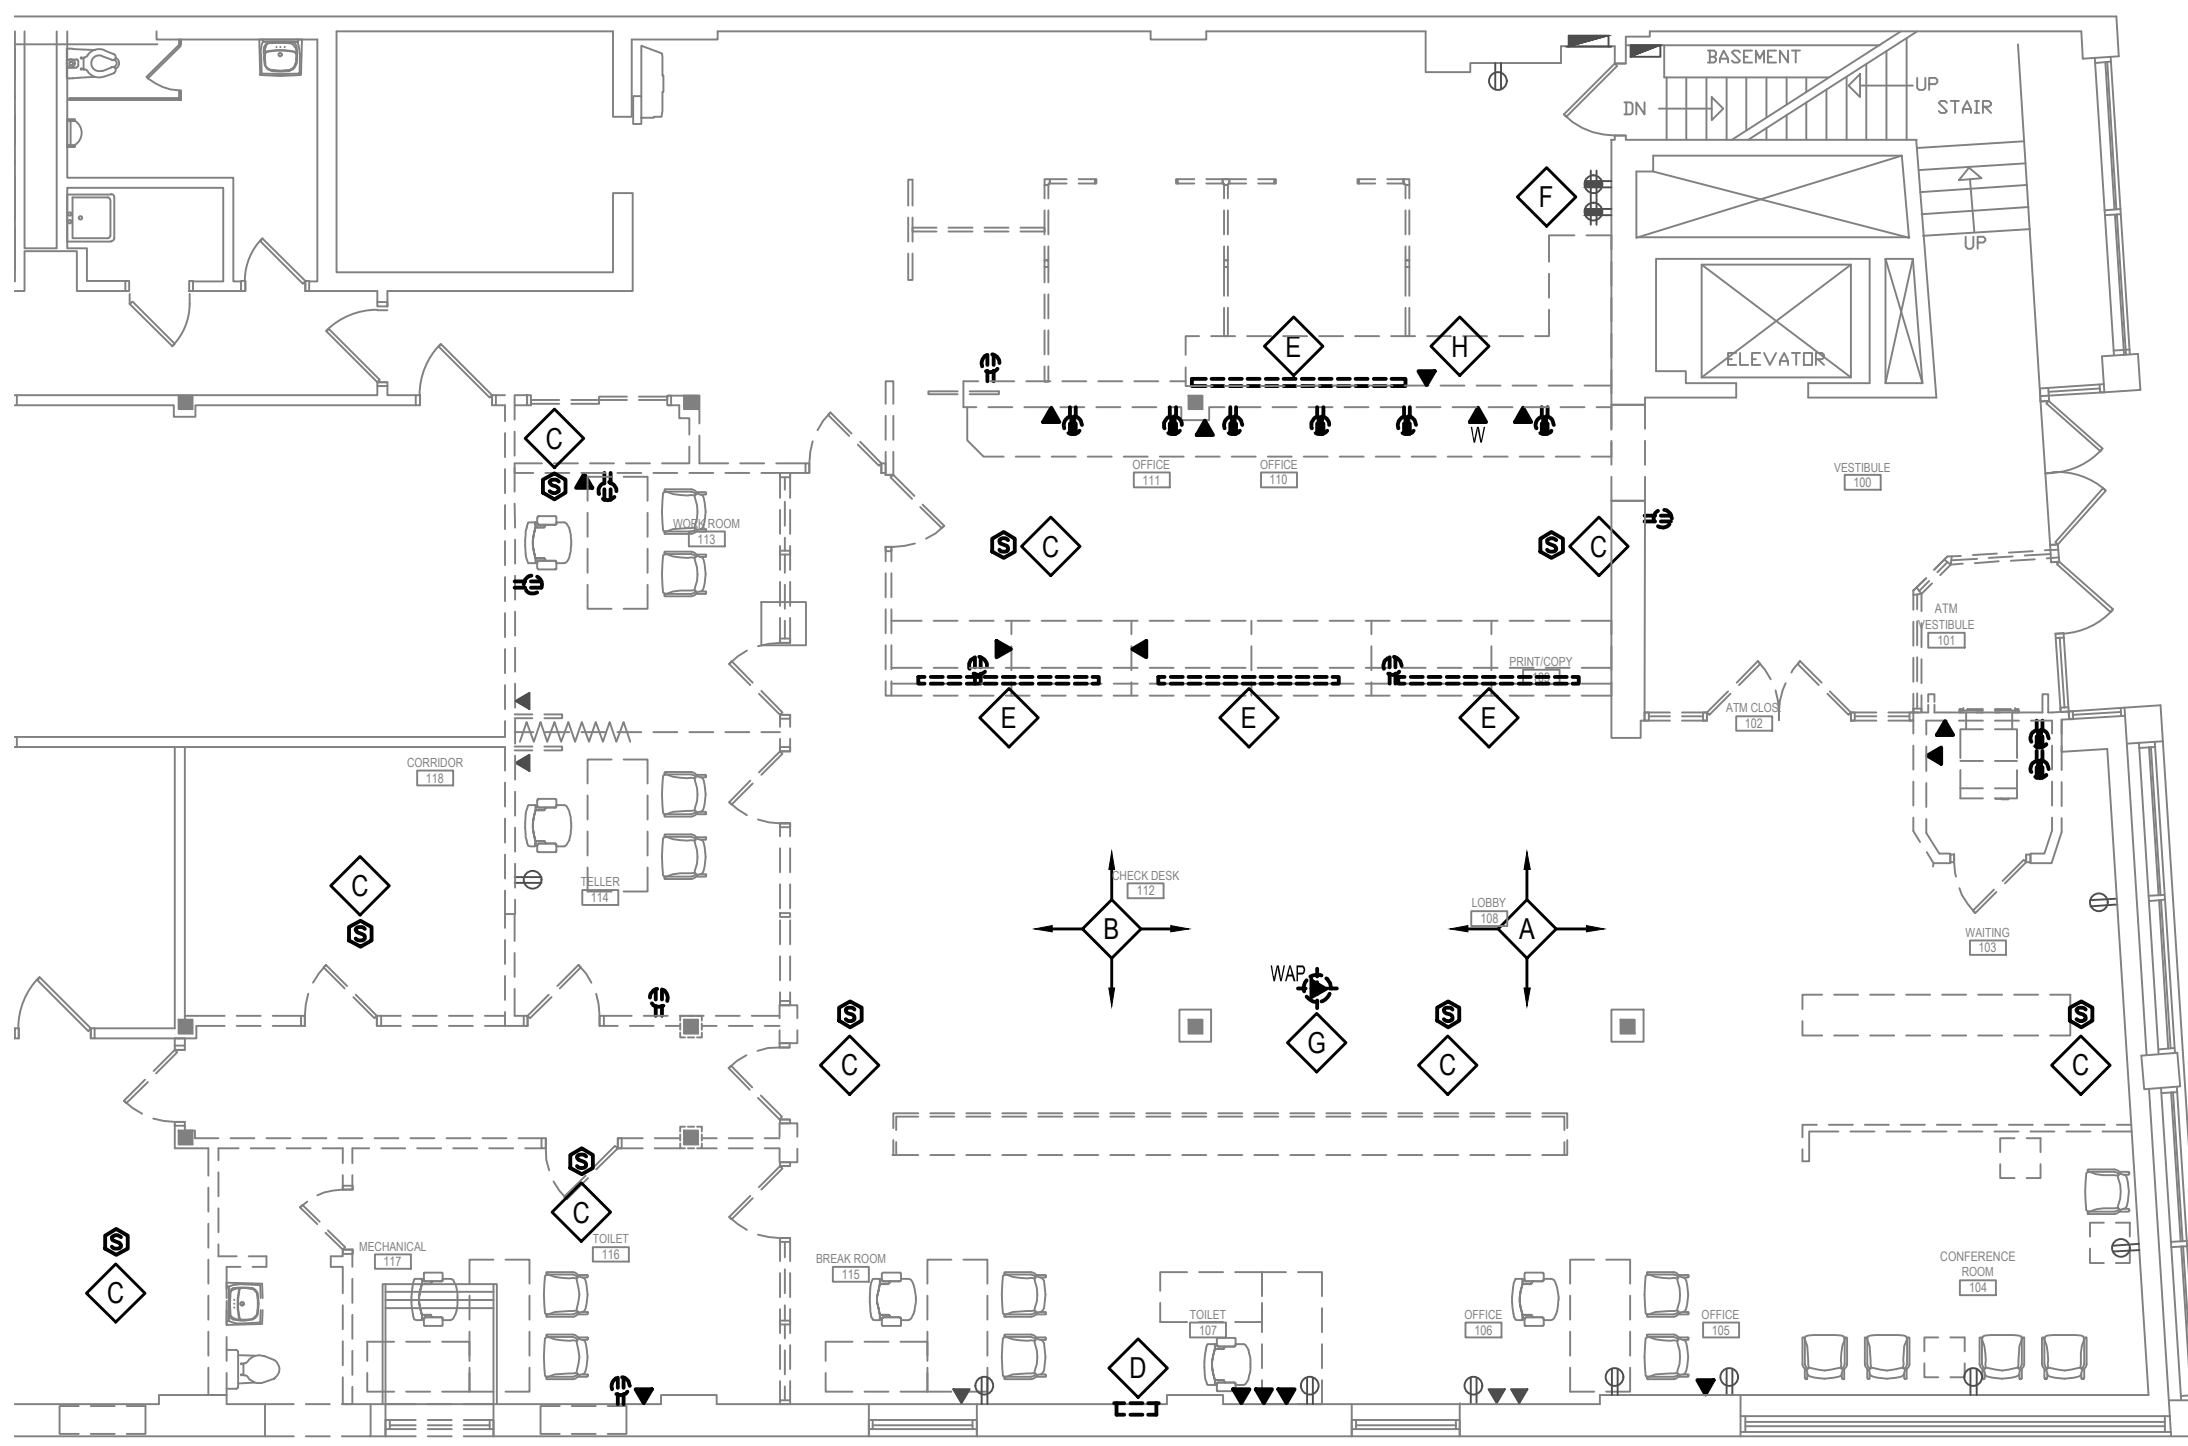 BASEMENT
UP
DN
STAIR
F
UP
E
H
ELEVATOR
C
W
OFFICE
111
OFFICE
110
VESTIBULE
100
S
WORK ROOM
113
S
C
S
C
ATM
VESTIBULE
101
PRINT/COPY
109
E
E
E
ATM CLOS.
102
CORRIDOR
118
C
S
TELLER
114
CHECK DESK
112
B
LOBBY
108
A
WAITING
103
WAP
S
S
S
G
C
C
C
S
C
S
C
MECHANICAL
117
TOILET
116
BREAK ROOM
115
CONFERENCE
ROOM
104
TOILET
107
OFFICE
106
OFFICE
105
D